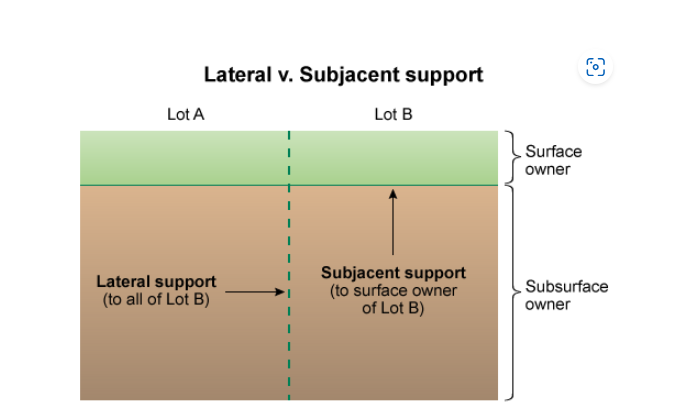 Lateral v. Subjacent support
Lot A
Lot B
Surface
owner
Lateral support
(to all of Lot B)
Subjacent support
(to surface owner
of Lot B)
Subsurface
owner